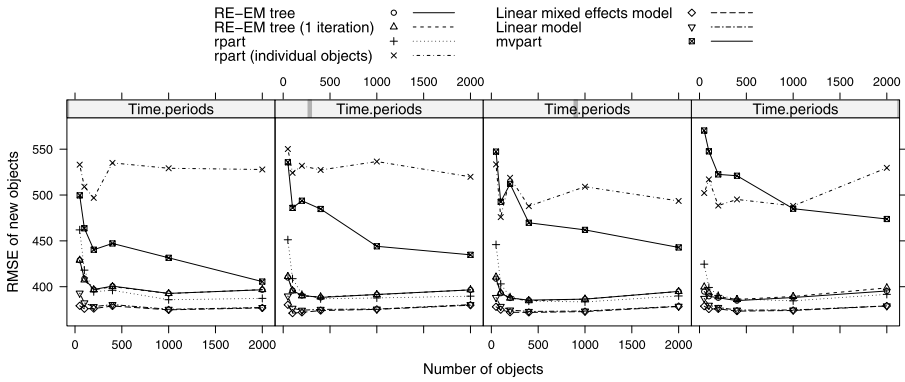 RE−EM tree
RE−EM tree (1 iteration)
rpart
rpart (individual objects)
Linear mixed effects model
Linear model
mvpart
0 500 1000 1500 2000
0 500 1000 1500 2000
Time.periods
Time.periods
Time.periods
Time.periods
RMSE of new objects
550
500
450
400
0 500 1000 1500 2000
0 500 1000 1500 2000
Number of objects